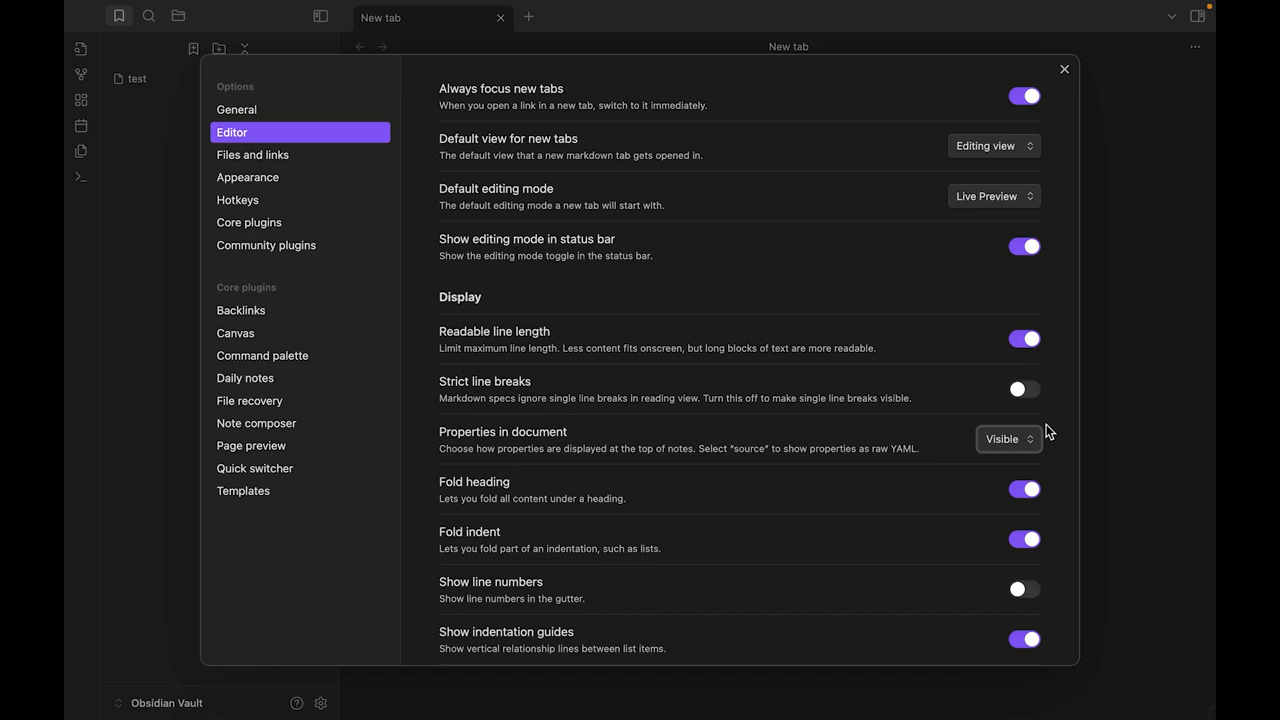 New tab
New tab
test
Options
General
Editor
Files and links
Appearance
Hotkeys
Core plugins
Community plugins
Core plugins
Backlinks
Canvas
Command palette
Daily notes
File recovery
Note composer
Page preview
Quick switcher
Templates
Always focus new tabs
When you open a link in a new tab, switch to it immediately.
Default view for new tabs
The default view that a new markdown tab gets opened in.
Editing view
Default editing mode
The default editing mode a new tab will start with.
Live Preview
Show editing mode in status bar
Show the editing mode toggle in the status bar.
Display
Readable line length
Limit maximum line length. Less content fits onscreen, but long blocks of text are more readable.
Strict line breaks
Markdown specs ignore single line breaks in reading view. Turn this off to make single line breaks visible.
Properties in document
Choose how properties are displayed at the top of notes. Select “source” to show properties as raw YAML.
Visible
Fold heading
Lets you fold all content under a heading.
Fold indent
Lets you fold part of an indentation, such as lists.
Show line numbers
Show line numbers in the gutter.
Show indentation guides
Show vertical relationship lines between list items.
Obsidian Vault